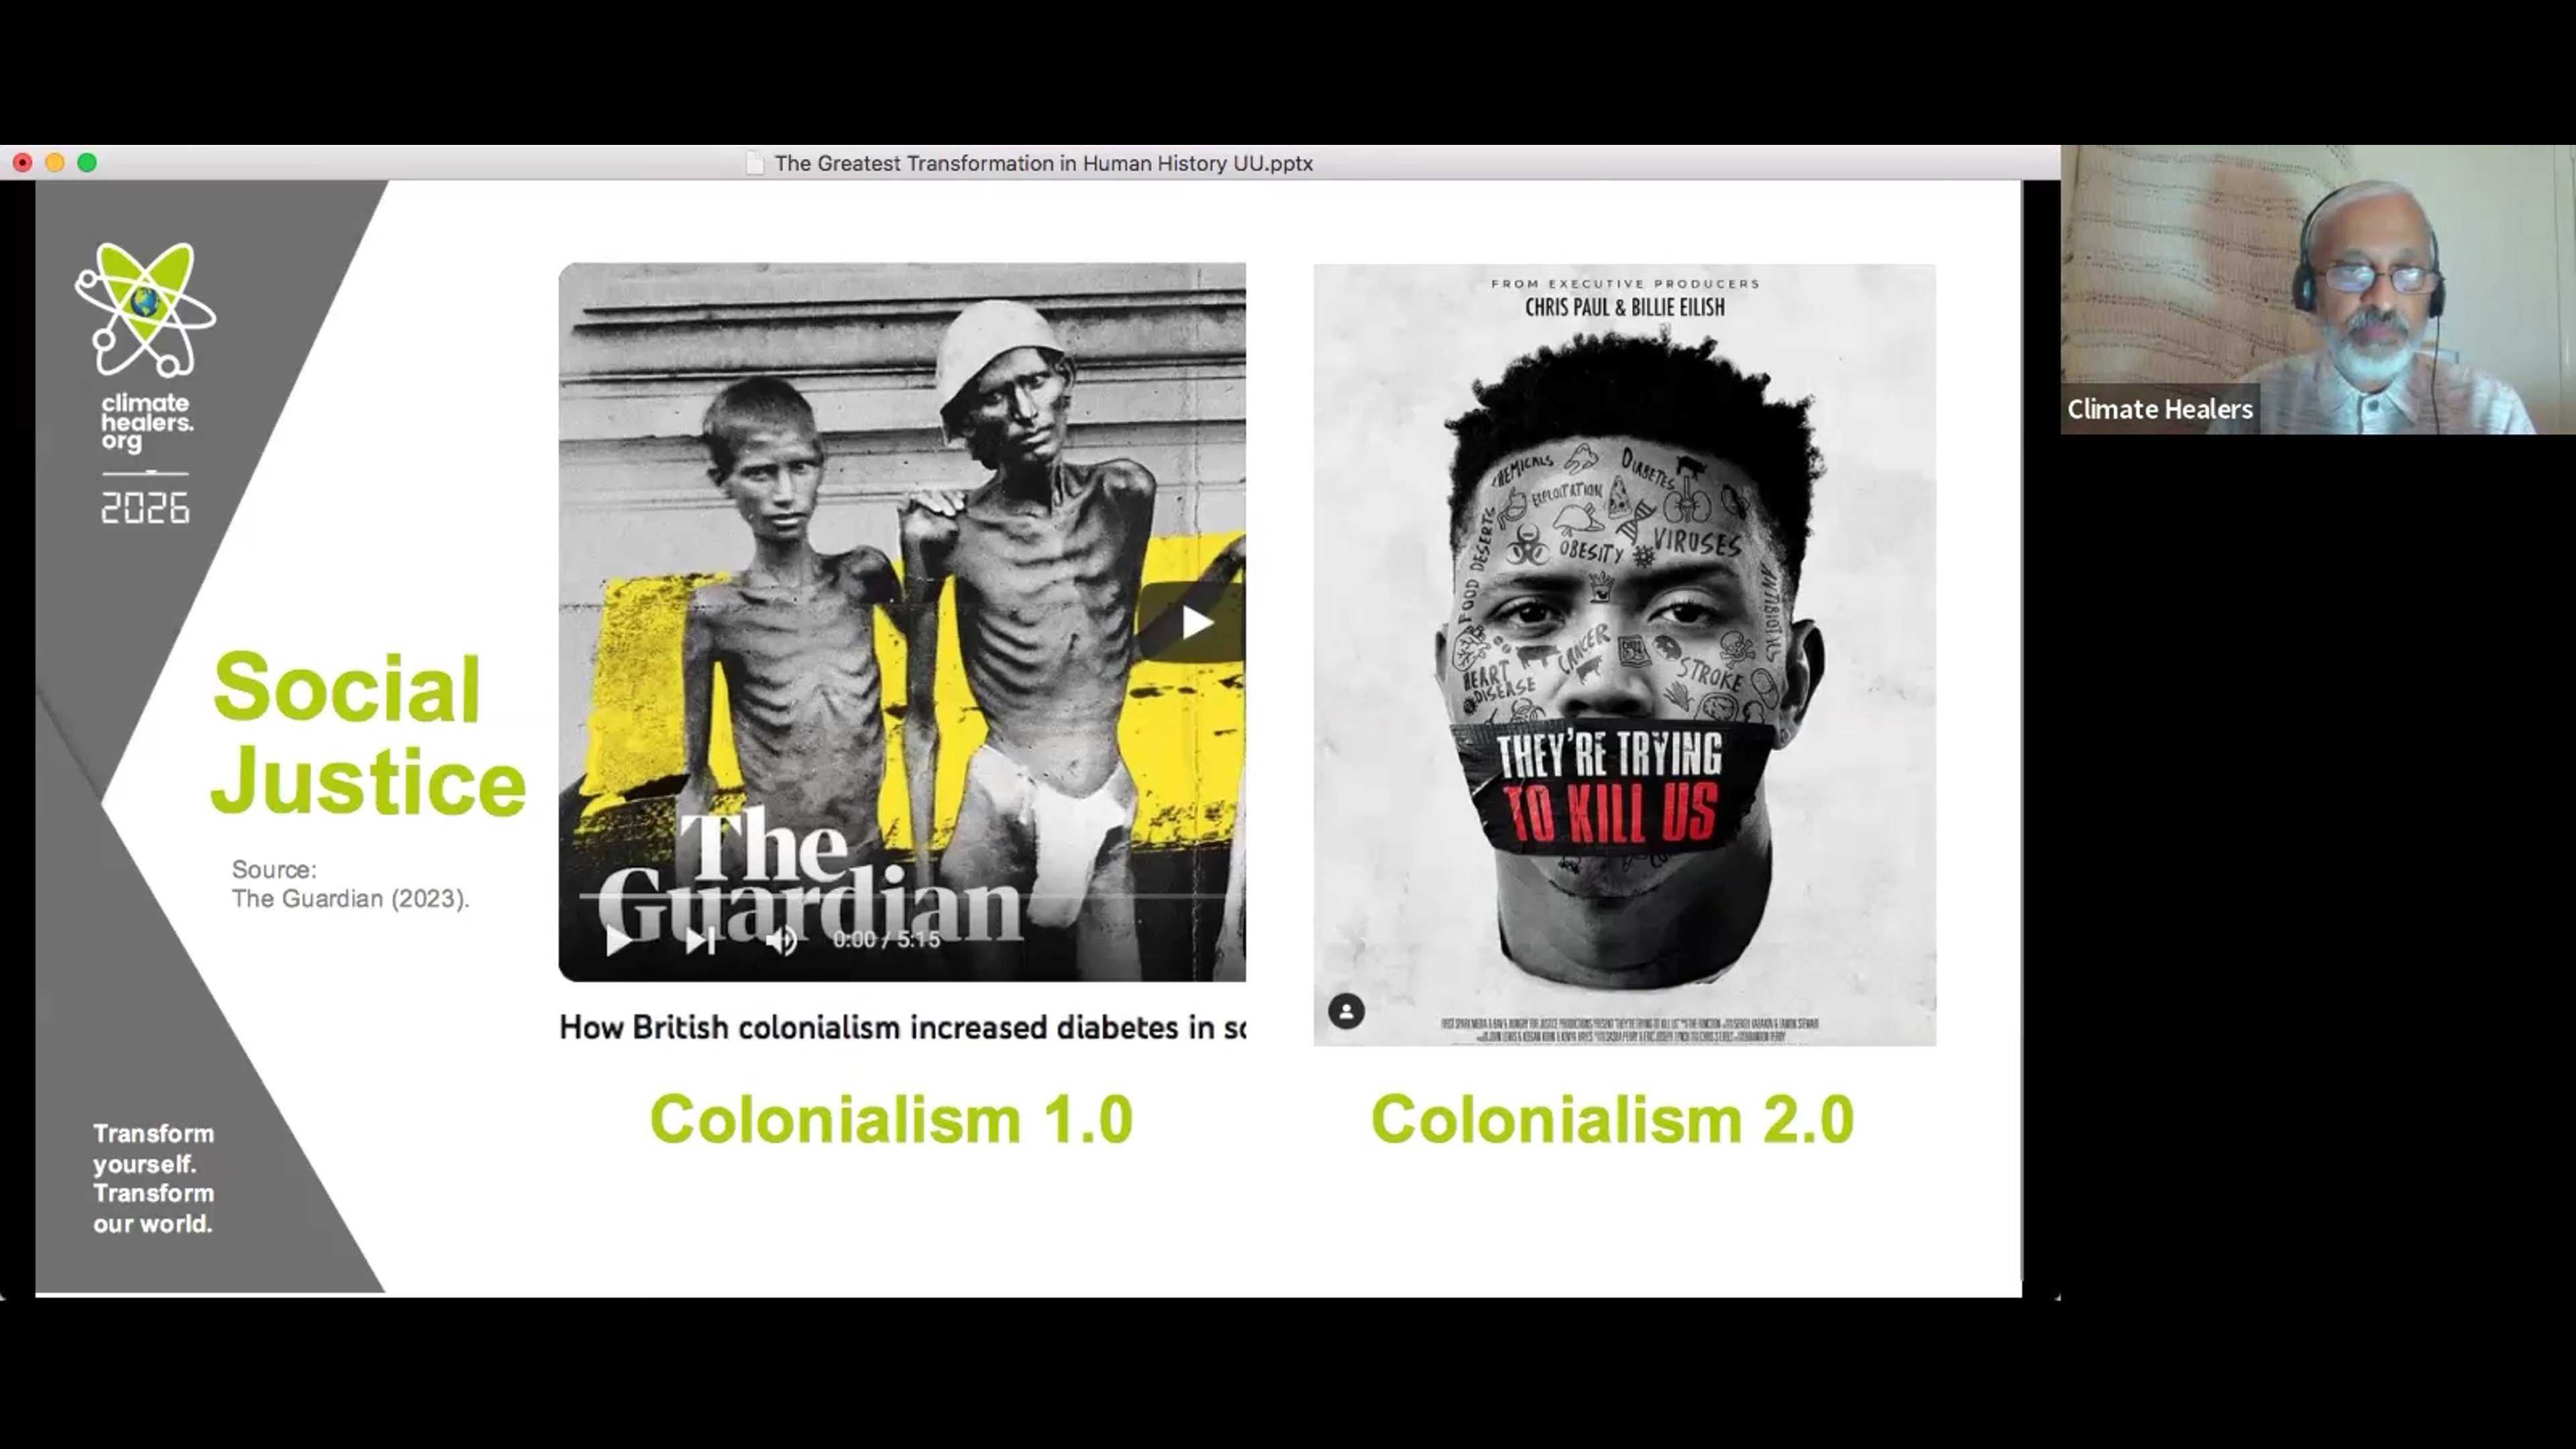 The Greatest Transformation in Human History UU.pptx
climate
healers.
org
2026
Social
Justice
Source:
The Guardian (2023).
Transform
yourself.
Transform
our world.
The
Guardian
0:00 / 5:15
How British colonialism increased diabetes in so
Colonialism 1.0
FROM EXECUTIVE PRODUCERS
CHRIS PAUL & BILLIE EILISH
CHEMICALS
DIABETES
EXPLOITATION
FOOD DESERTS
OBESITY
VIRUSES
ANTIBIOTICS
CANCER
HEART
DISEASE
STROKE
THEY'RE TRYING
TO KILL US
Colonialism 2.0
Climate Healers